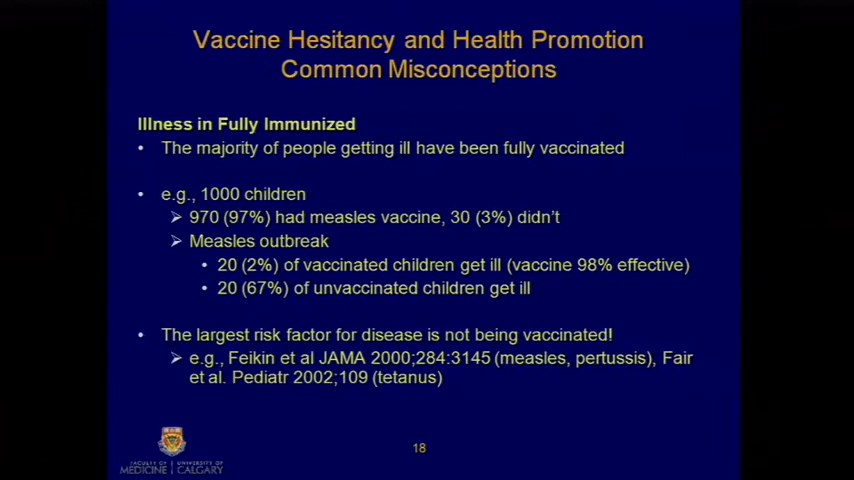 Vaccine Hesitancy and Health Promotion
Common Misconceptions
Illness in Fully Immunized
• The majority of people getting ill have been fully vaccinated
• e.g., 1000 children
➢ 970 (97%) had measles vaccine, 30 (3%) didn't
➢ Measles outbreak
• 20 (2%) of vaccinated children get ill (vaccine 98% effective)
• 20 (67%) of unvaccinated children get ill
• The largest risk factor for disease is not being vaccinated!
➢ e.g., Feikin et al JAMA 2000;284:3145 (measles, pertussis), Fair
et al. Pediatr 2002;109 (tetanus)
FACULTY OF | UNIVERSITY OF
MEDICINE | CALGARY
18